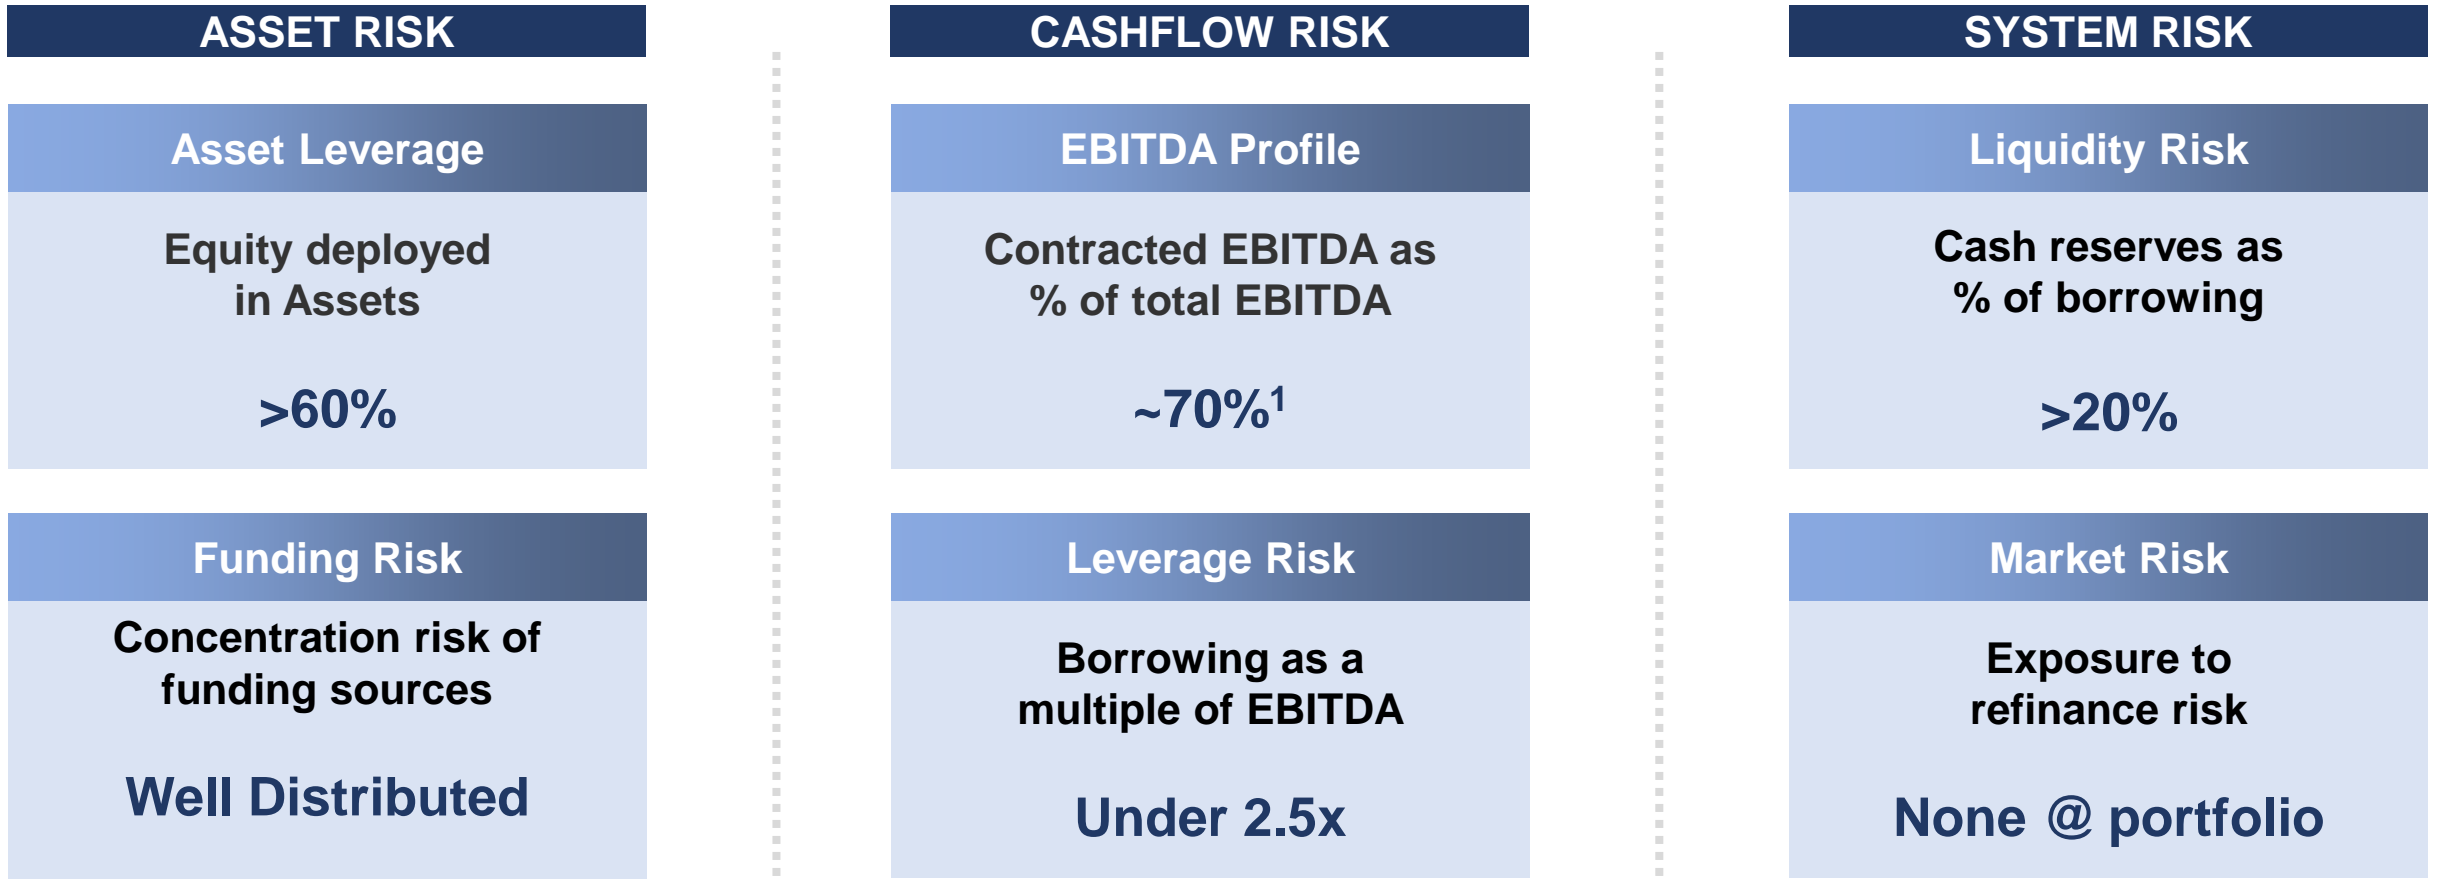 ASSET RISK
Asset Leverage
Equity deployed
in Assets
>60%
Funding Risk
Concentration risk of
funding sources
Well Distributed
CASHFLOW RISK
EBITDA Profile
Contracted EBITDA as
% of total EBITDA
~70%¹
Leverage Risk
Borrowing as a
multiple of EBITDA
Under 2.5x
SYSTEM RISK
Liquidity Risk
Cash reserves as
% of borrowing
>20%
Market Risk
Exposure to
refinance risk
None @ portfolio